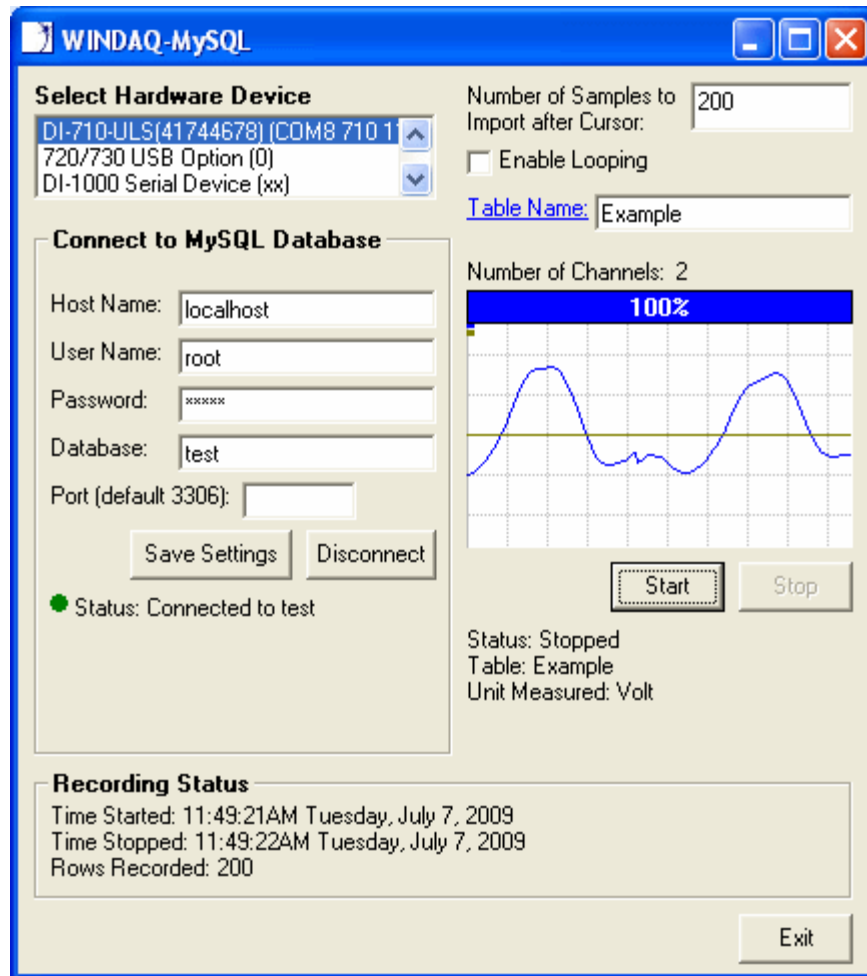 WINDAQ-MySQL
Select Hardware Device
DI-710-ULS(41744678) (COM8 710 11
720/730 USB Option (0)
DI-1000 Serial Device (xx)
Connect to MySQL Database
Host Name: localhost
User Name: root
Password: *****
Database: test
Port (default 3306):
Save Settings Disconnect
Status: Connected to test
Number of Samples to
Import after Cursor: 200
Enable Looping
Table Name: Example
Number of Channels: 2
100%
Start Stop
Status: Stopped
Table: Example
Unit Measured: Volt
Recording Status
Time Started: 11:49:21AM Tuesday, July 7, 2009
Time Stopped: 11:49:22AM Tuesday, July 7, 2009
Rows Recorded: 200
Exit